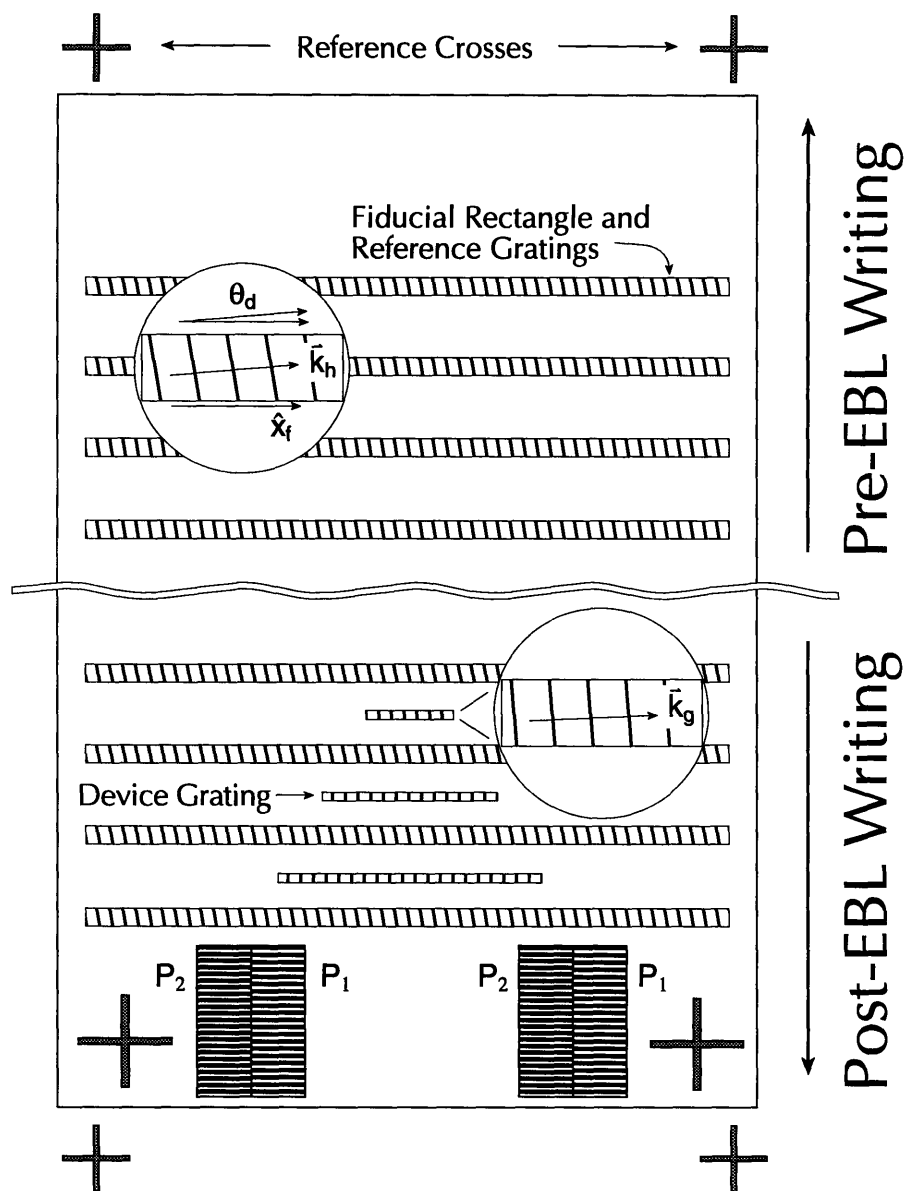 Reference Crosses
Pre-EBL Writing
Fiducial Rectangle and
Reference Gratings
θd
k⃗h
x̂f
k⃗g
Device Grating
Post-EBL Writing
P2 P1 P2 P1